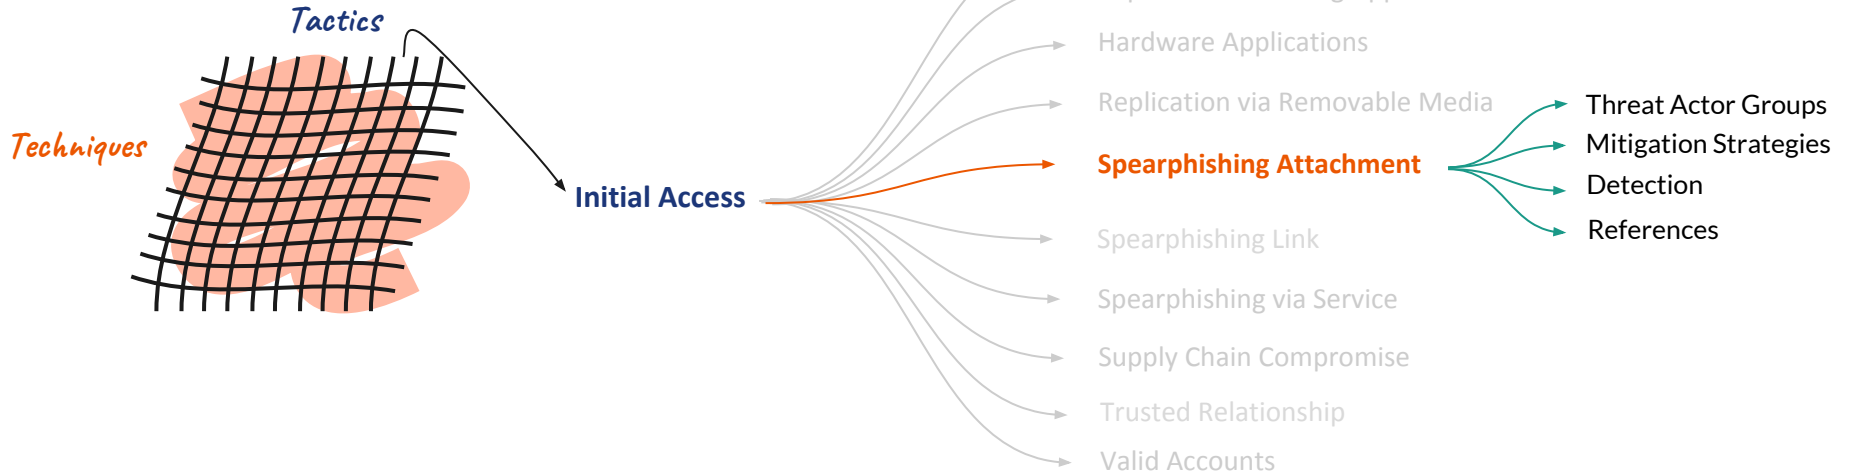 Tactics
Techniques
Initial Access
Hardware Applications
Replication via Removable Media
Spearphishing Attachment
Spearphishing Link
Spearphishing via Service
Supply Chain Compromise
Trusted Relationship
Valid Accounts
Threat Actor Groups
Mitigation Strategies
Detection
References